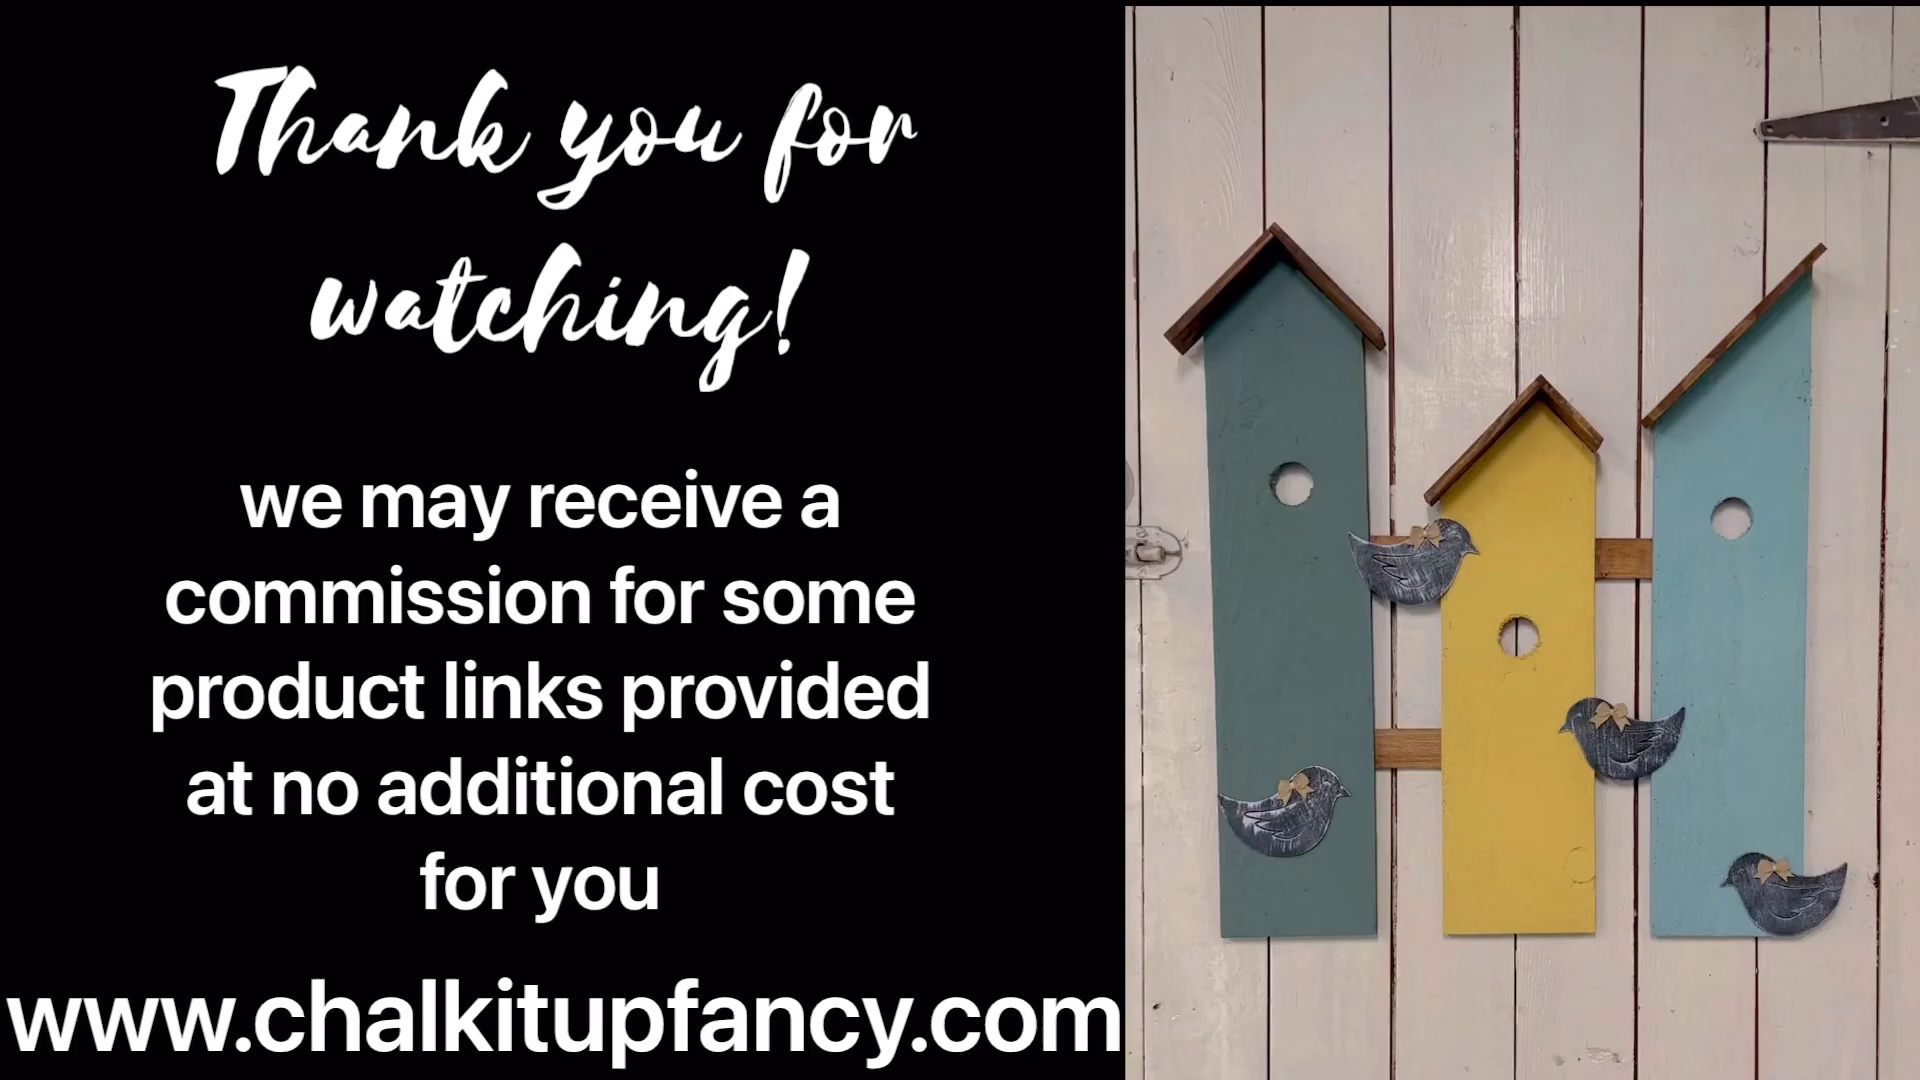 Thank you for
watching!
we may receive a
commission for some
product links provided
at no additional cost
for you
www.chalkitupfancy.com